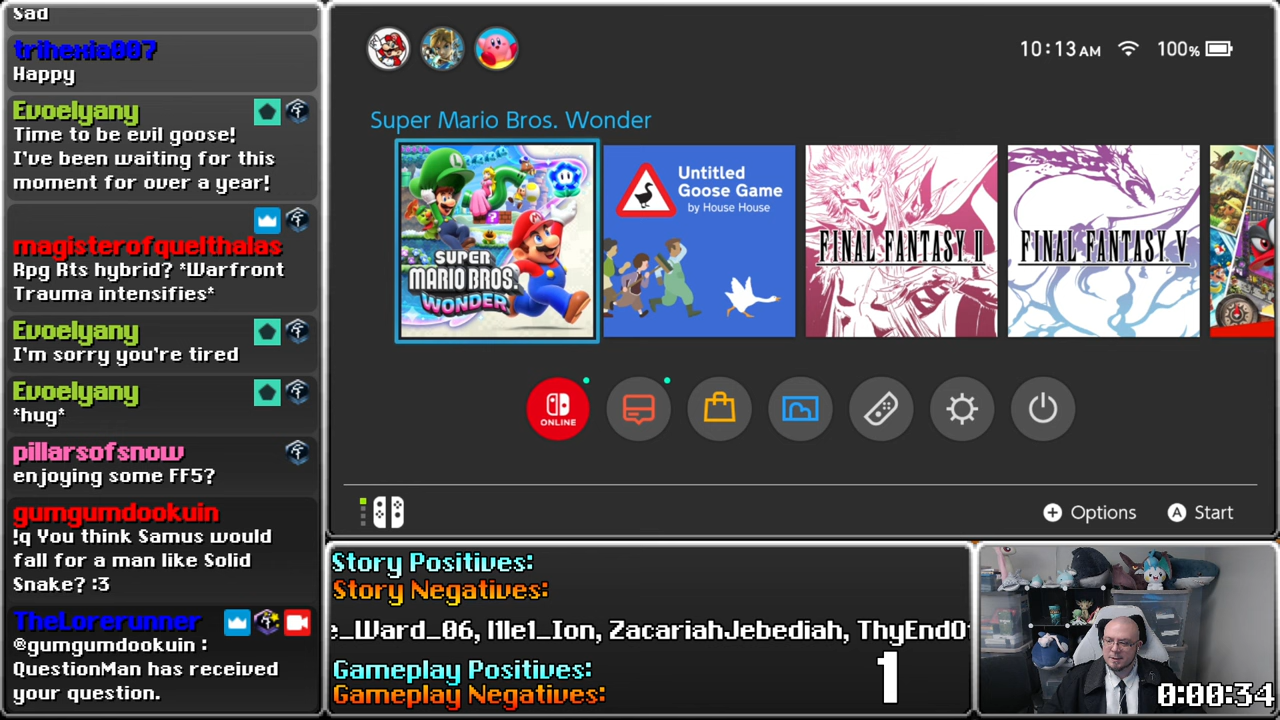 Sad
trihexia007
Happy
Evoelyany
Time to be evil goose!
I've been waiting for this
moment for over a year!
magisterofquelthalas
Rpg Rts hybrid? *Warfront
Trauma intensifies*
Evoelyany
I'm sorry you're tired
Evoelyany
*hug*
pillarsofsnow
enjoying some FF5?
gumgumdookuin
!q You think Samus would
fall for a man like Solid
Snake? :3
TheLorerunner
@gumgumdookuin :
QuestionMan has received
your question.
10:13 AM 100%
Super Mario Bros. Wonder
SUPER
MARIO BROS.
WONDER
Untitled
Goose Game
by House House
FINAL FANTASY II
FINAL FANTASY V
ONLINE
Options
Start
Story Positives:
Story Negatives:
e_Ward_06, I1le1_Ion, ZacariahJebediah, ThyEnd0
Gameplay Positives:
Gameplay Negatives:
1
0:00:34